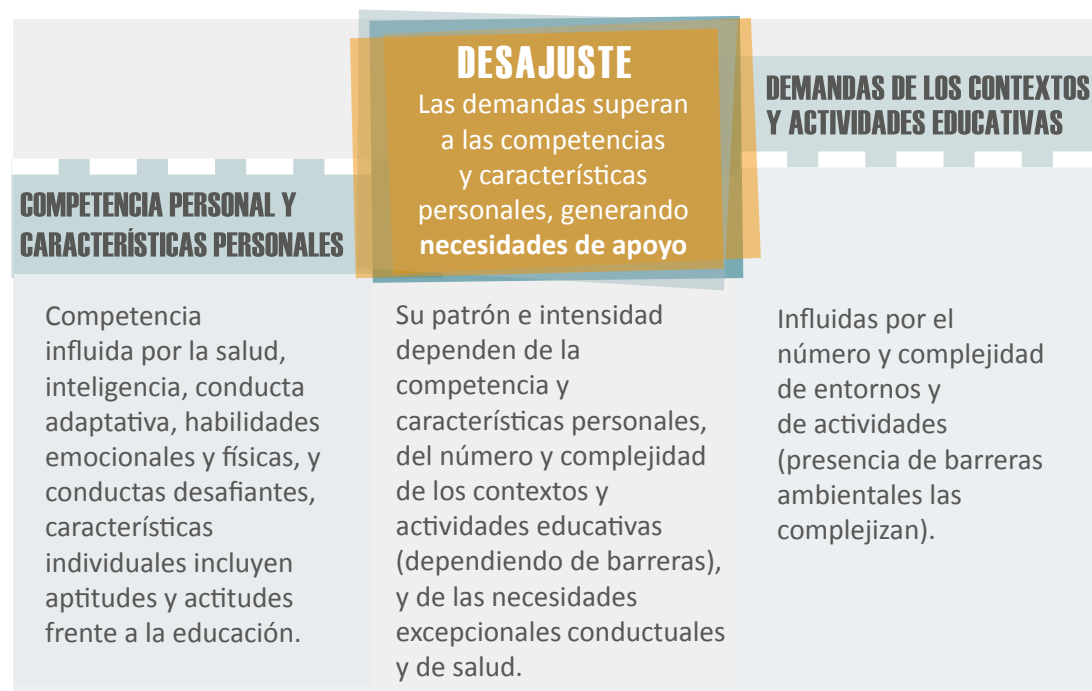 COMPETENCIA PERSONAL Y
CARACTERÍSTICAS PERSONALES
Competencia
influida por la salud,
inteligencia, conducta
adaptativa, habilidades
emocionales y físicas, y
conductas desafiantes,
características
individuales incluyen
aptitudes y actitudes
frente a la educación.
DESAJUSTE
Las demandas superan
a las competencias
y características
personales, generando
necesidades de apoyo
Su patrón e intensidad
dependen de la
competencia y
características personales,
del número y complejidad
de los contextos y
actividades educativas
(dependiendo de barreras),
y de las necesidades
excepcionales conductuales
y de salud.
DEMANDAS DE LOS CONTEXTOS
Y ACTIVIDADES EDUCATIVAS
Influidas por el
número y complejidad
de entornos y
de actividades
(presencia de barreras
ambientales las
complejizan).